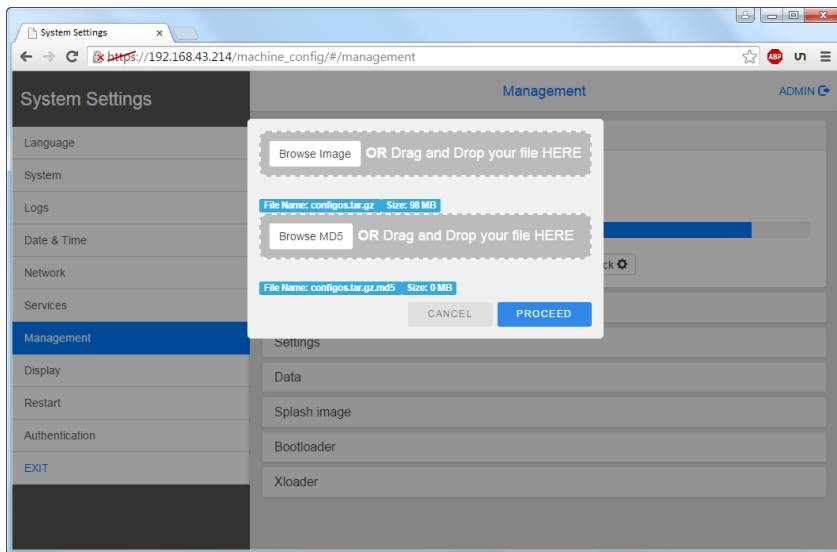 System Settings
https://192.168.43.214/machine_config/#/management
ABP
System Settings
Management
ADMIN
Language
System
Logs
Date & Time
Network
Services
Management
Display
Restart
Authentication
EXIT
Browse Image OR Drag and Drop your file HERE
File Name: configos.tar.gz Size: 98 MB
Browse MD5 OR Drag and Drop your file HERE
File Name: configos.tar.gz.md5 Size: 0 MB
CANCEL PROCEED
ck
Settings
Data
Splash image
Bootloader
Xloader